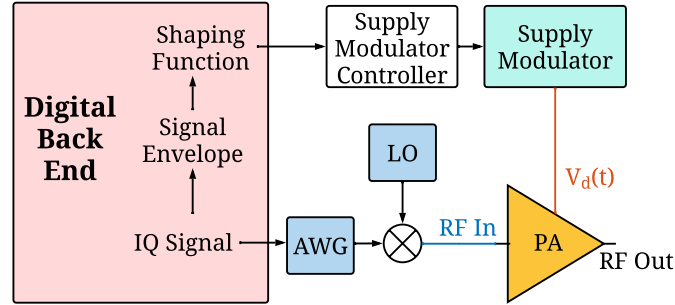 Digital
Back
End
Shaping
Function
Signal
Envelope
IQ Signal
Supply
Modulator
Controller
Supply
Modulator
LO
AWG
RF In
V_d(t)
PA
RF Out